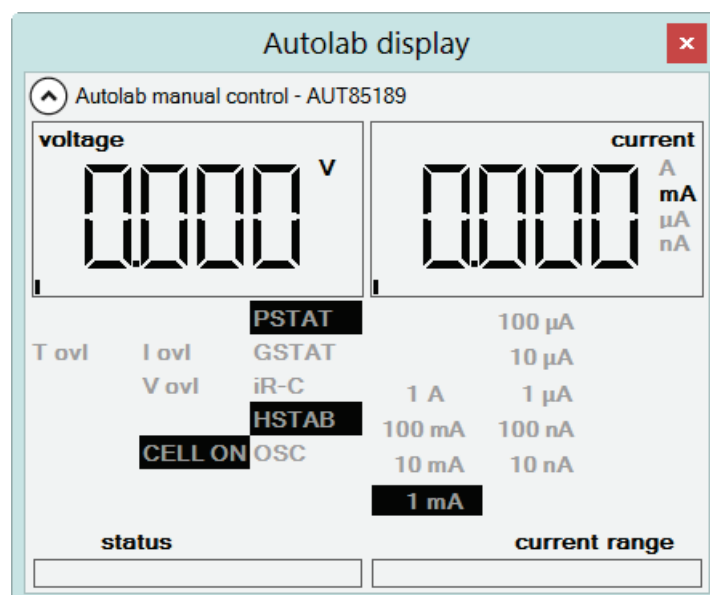 Autolab display
x
Autolab manual control - AUT85189
voltage
0.000 V
current
0.000
A
mA
µA
nA
PSTAT
T ovl I ovl GSTAT
V ovl iR-C
HSTAB
CELL ON OSC
100 µA
10 µA
1 A 1 µA
100 mA 100 nA
10 mA 10 nA
1 mA
status
current range